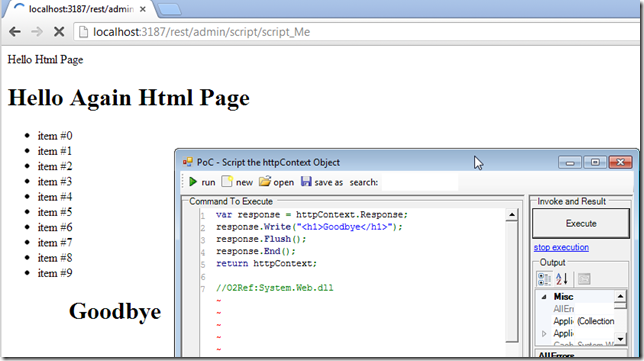 localhost:3187/rest/admin
localhost:3187/rest/admin/script/script_Me
Hello Html Page
Hello Again Html Page
item #0
item #1
item #2
item #3
item #4
item #5
item #6
item #7
item #8
item #9
Goodbye
PoC - Script the httpContext Object
run new open save as search:
Command To Execute
1 var response = httpContext.Response;
2 response.Write("<h1>Goodbye</h1>");
3 response.Flush();
4 response.End();
5 return httpContext;
6
7 //O2Ref:System.Web.dll
Invoke and Result
Execute
stop execution
Output
Misc
AllErr
Applic (Collection
Applic
Cache System.W
AllErrors